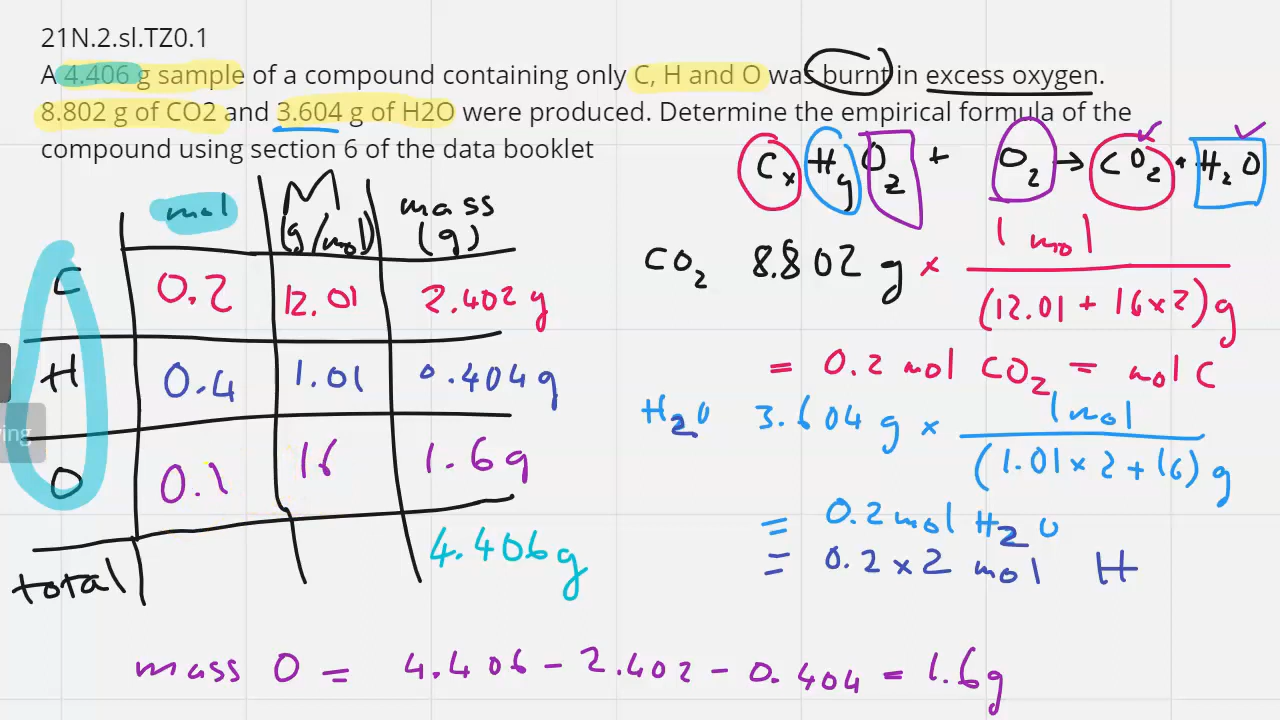 21N.2.sl.TZ0.1
A 4.406 g sample of a compound containing only C, H and O was burnt in excess oxygen.
8.802 g of CO2 and 3.604 g of H2O were produced. Determine the empirical formula of the
compound using section 6 of the data booklet
CxHyOz + O2 → CO2 + H2O
mol M (g/mol) mass (g)
C 0.2 12.01 2.402 g
H 0.4 1.01 0.404 g
O 0.1 16 1.6 g
total 4.406 g
CO2 8.802 g × 1 mol / (12.01 + 16×2) g
= 0.2 mol CO2 = mol C
H2O 3.604 g × 1 mol / (1.01×2 + 16) g
= 0.2 mol H2O
= 0.2 × 2 mol H
mass O = 4.406 - 2.402 - 0.404 = 1.6 g